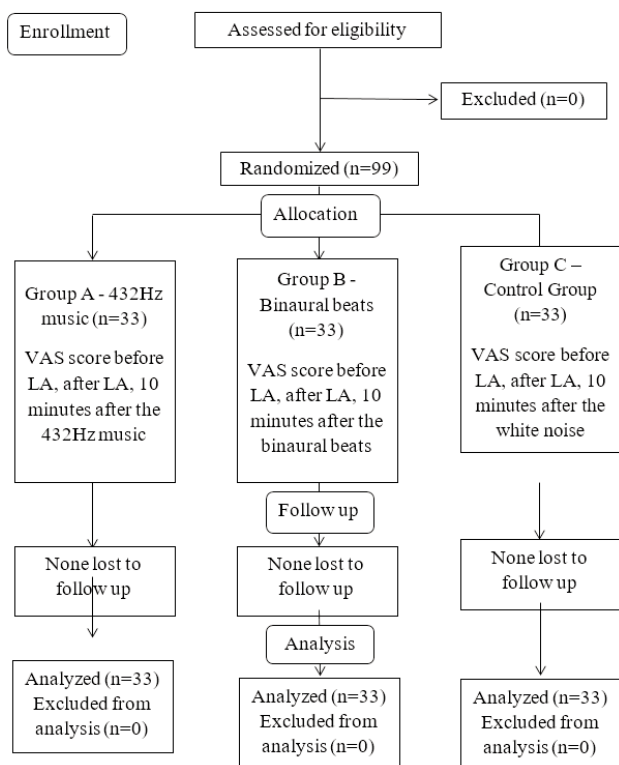 Enrollment
Assessed for eligibility
Excluded (n=0)
Randomized (n=99)
Allocation
Group A - 432Hz
music (n=33)
VAS score before
LA, after LA, 10
minutes after the
432Hz music
Group B -
Binaural beats
(n=33)
VAS score before
LA, after LA, 10
minutes after the
binaural beats
Group C –
Control Group
(n=33)
VAS score before
LA, after LA, 10
minutes after the
white noise
Follow up
None lost to
follow up
None lost to
follow up
None lost to
follow up
Analysis
Analyzed (n=33)
Excluded from
analysis (n=0)
Analyzed (n=33)
Excluded from
analysis (n=0)
Analyzed (n=33)
Excluded from
analysis (n=0)